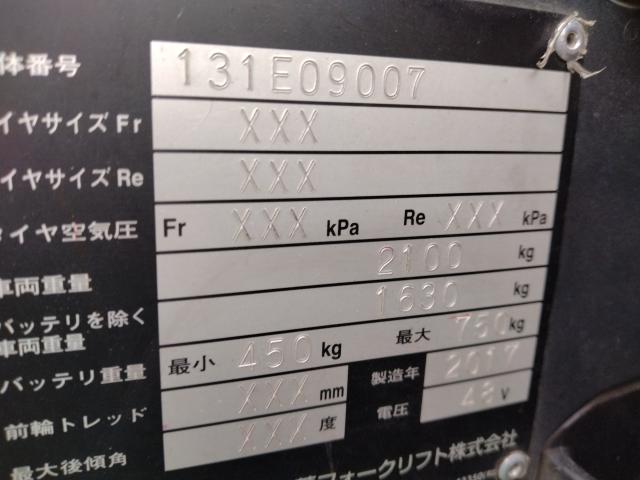 体番号 131E09007
イヤサイズ Fr XXX
イヤサイズ Re XXX
タイヤ空気圧 Fr XXX kPa Re XXX kPa
車両重量 2100 kg
バッテリを除く車両重量 1630 kg
バッテリ重量 最小 450 kg 最大 750 kg
前輪トレッド XXX mm 製造年 2017
最大後傾角 XXX 度 電圧 48 V
フォークリフト株式会社